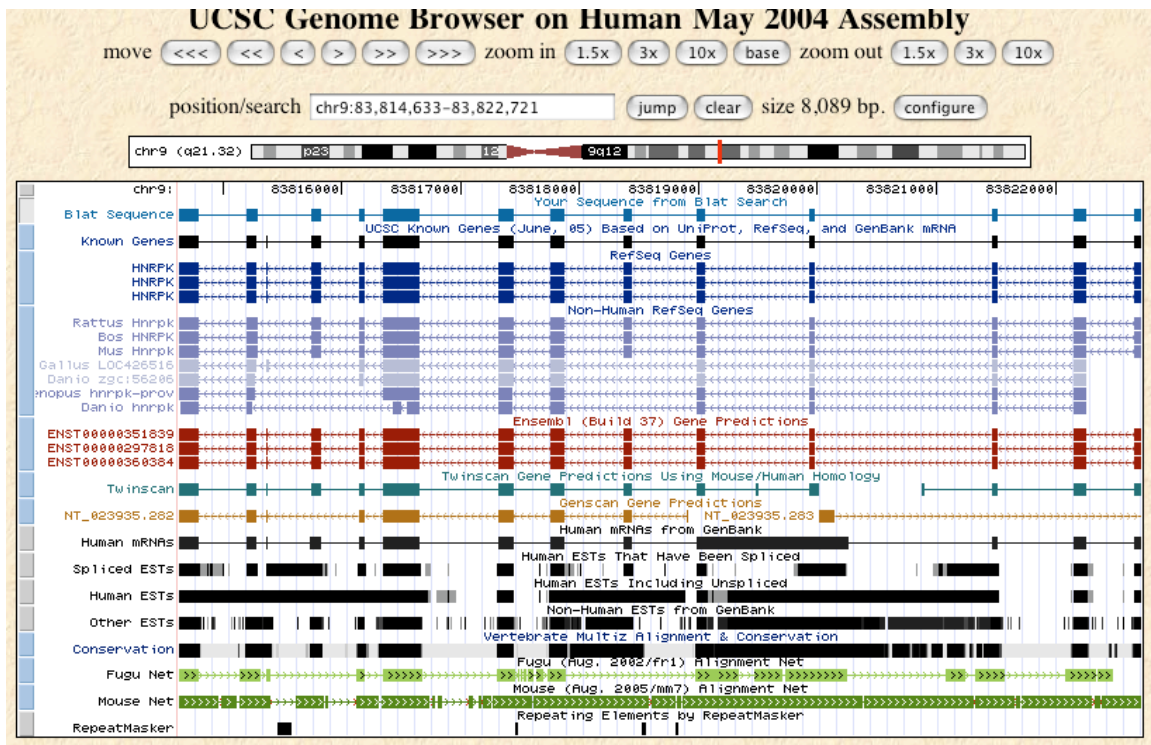 UCSC Genome Browser on Human May 2004 Assembly
move <<< << < > >> >>> zoom in 1.5x 3x 10x base zoom out 1.5x 3x 10x
position/search chr9:83,814,633-83,822,721 jump clear size 8,089 bp. configure
chr9 (q21.32) p23 12 9q12
chr9: 83816000 83817000 83818000 83819000 83820000 83821000 83822000
Your Sequence from Blat Search
Blat Sequence
UCSC Known Genes (June, 05) Based on UniProt, RefSeq, and GenBank mRNA
Known Genes
RefSeq Genes
HNRPK
HNRPK
HNRPK
Non-Human RefSeq Genes
Rattus Hnrpk
Bos HNRPK
Mus Hnrpk
Gallus LOC426516
Danio zgc:56206
enopus hnrpk-prov
Danio hnrpk
Ensembl (Build 37) Gene Predictions
ENST00000351839
ENST00000297818
ENST00000360384
Twinscan Gene Predictions Using Mouse/Human Homology
Twinscan
Genscan Gene Predictions
NT_023935.282 NT_023935.283
Human mRNAs from GenBank
Human mRNAs
Human ESTs That Have Been Spliced
Spliced ESTs
Human ESTs Including Unspliced
Human ESTs
Non-Human ESTs from GenBank
Other ESTs
Vertebrate Multiz Alignment & Conservation
Conservation
Fugu (Aug. 2002/fr1) Alignment Net
Fugu Net
Mouse (Aug. 2005/mm7) Alignment Net
Mouse Net
Repeating Elements by RepeatMasker
RepeatMasker